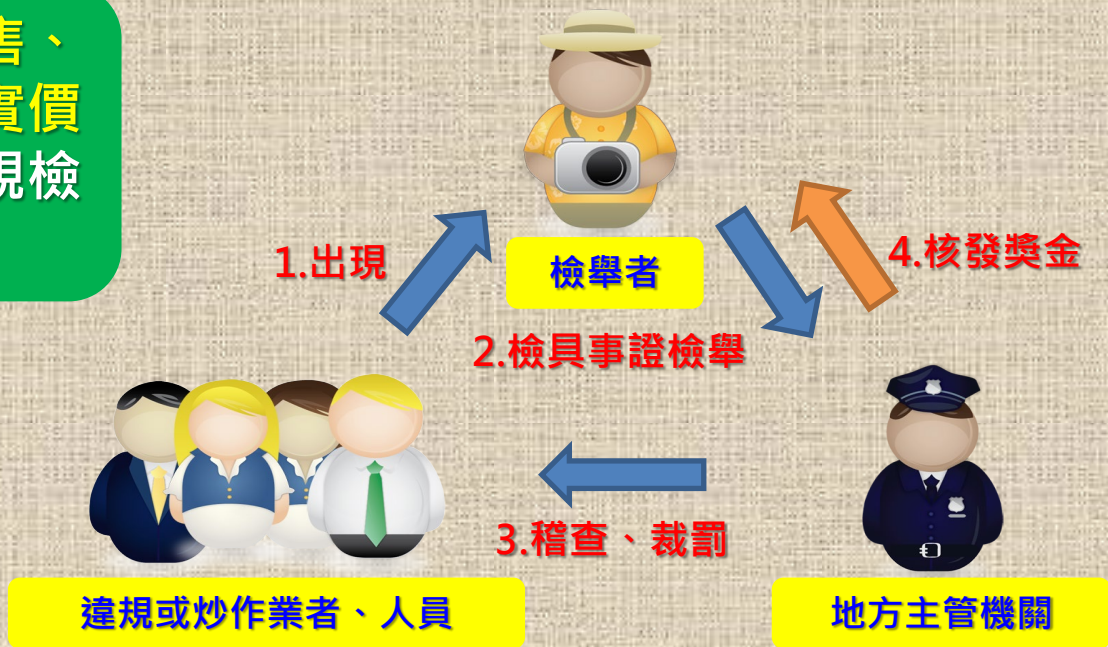 售、
實價
規檢
1.出現
檢舉者
4.核發獎金
2.檢具事證檢舉
3.稽查、裁罰
違規或炒作業者、人員
地方主管機關